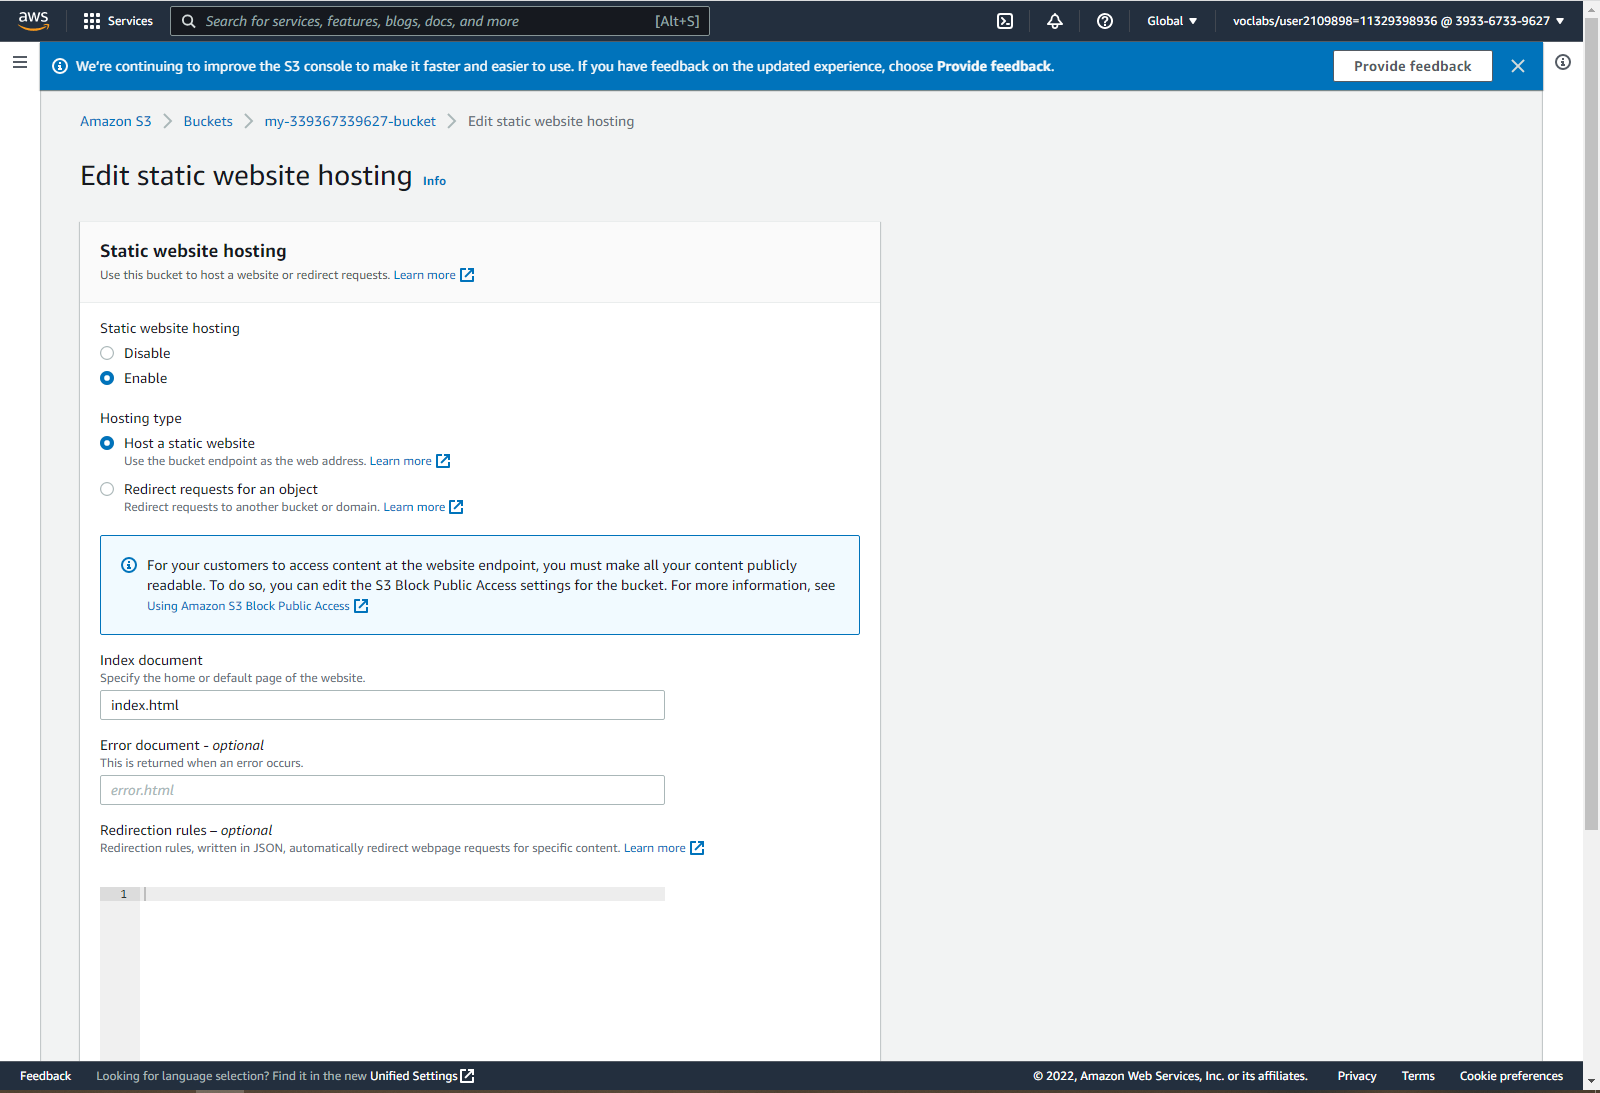 aws Services Search for services, features, blogs, docs, and more [Alt+S] Global voclabs/user2109898=11329398936 @ 3933-6733-9627
We're continuing to improve the S3 console to make it faster and easier to use. If you have feedback on the updated experience, choose Provide feedback. Provide feedback
Amazon S3 Buckets my-339367339627-bucket Edit static website hosting
Edit static website hosting Info
Static website hosting
Use this bucket to host a website or redirect requests. Learn more
Static website hosting
Disable
Enable
Hosting type
Host a static website
Use the bucket endpoint as the web address. Learn more
Redirect requests for an object
Redirect requests to another bucket or domain. Learn more
For your customers to access content at the website endpoint, you must make all your content publicly
readable. To do so, you can edit the S3 Block Public Access settings for the bucket. For more information, see
Using Amazon S3 Block Public Access
Index document
Specify the home or default page of the website.
index.html
Error document - optional
This is returned when an error occurs.
error.html
Redirection rules – optional
Redirection rules, written in JSON, automatically redirect webpage requests for specific content. Learn more
1
Feedback Looking for language selection? Find it in the new Unified Settings © 2022, Amazon Web Services, Inc. or its affiliates. Privacy Terms Cookie preferences